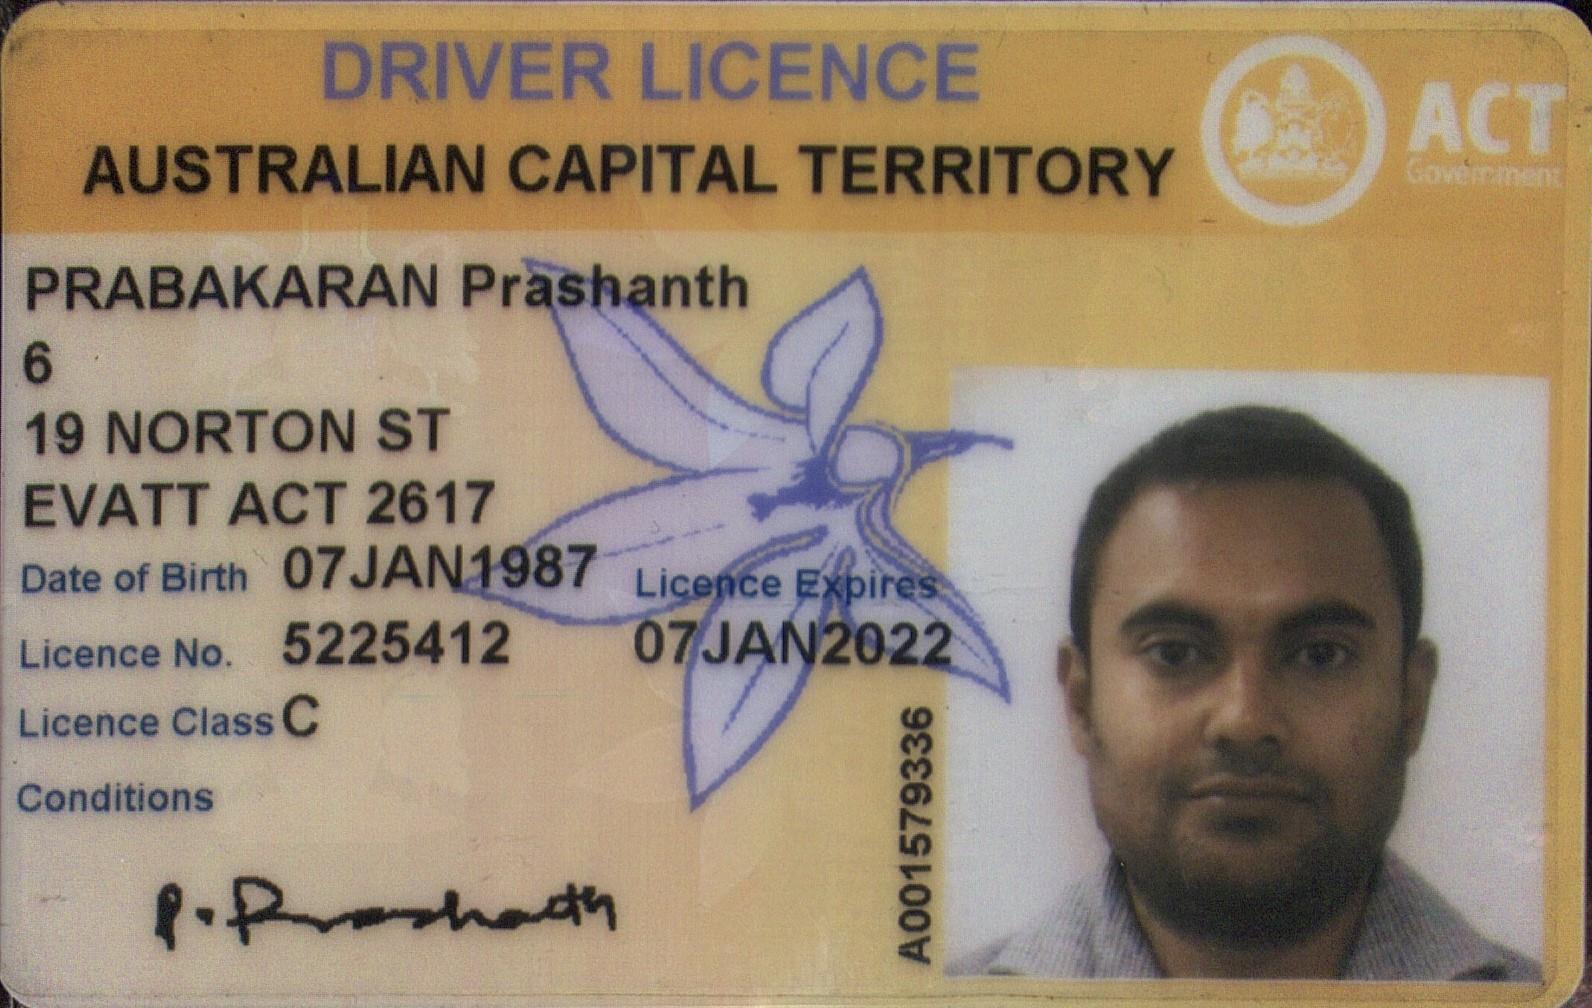 DRIVER LICENCE
AUSTRALIAN CAPITAL TERRITORY
ACT
Government
PRABAKARAN Prashanth
6
19 NORTON ST
EVATT ACT 2617
Date of Birth 07JAN1987
Licence Expires
Licence No. 5225412
07JAN2022
Licence Class C
Conditions
A001579336
P. Prashanth